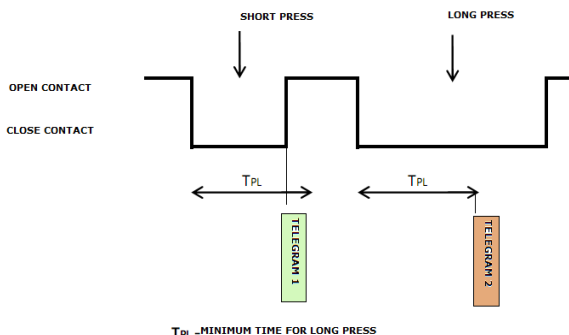 SHORT PRESS
LONG PRESS
OPEN CONTACT
CLOSE CONTACT
TPL
TPL
TELEGRAM 1
TELEGRAM 2
TPL -MINIMUM TIME FOR LONG PRESS